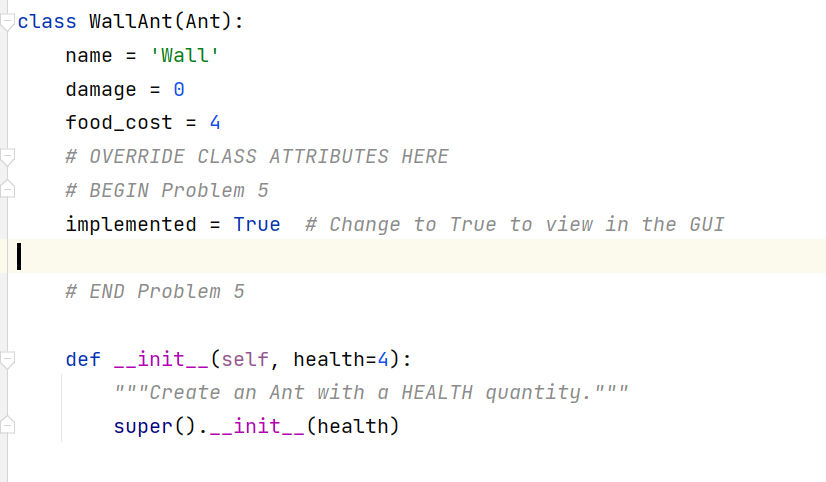 class WallAnt(Ant):
    name = 'Wall'
    damage = 0
    food_cost = 4
    # OVERRIDE CLASS ATTRIBUTES HERE
    # BEGIN Problem 5
    implemented = True  # Change to True to view in the GUI
    # END Problem 5
    def __init__(self, health=4):
        """Create an Ant with a HEALTH quantity."""
        super().__init__(health)